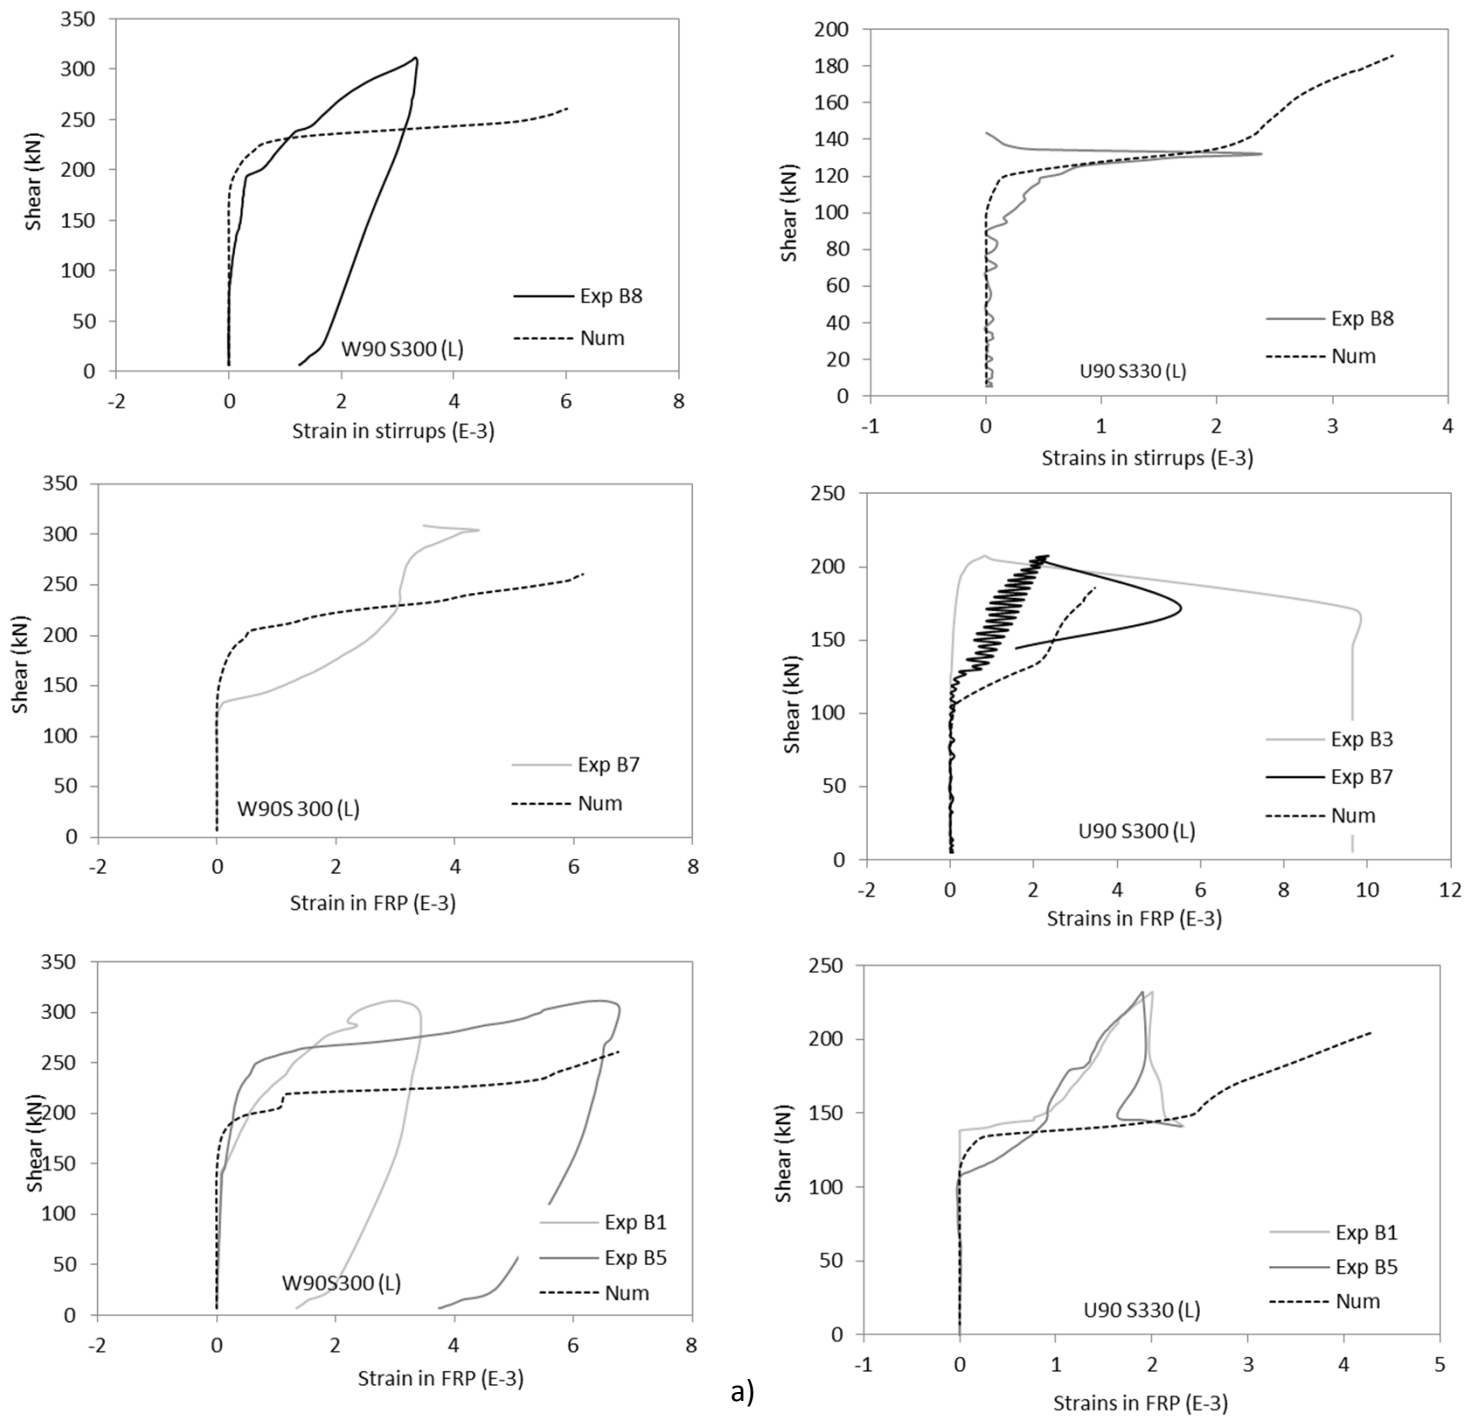 350
300
250
200
150
100
50
0
Shear (kN)
Exp B8
Num
W90 S300 (L)
-2 0 2 4 6 8
Strain in stirrups (E-3)
200
180
160
140
120
100
80
60
40
20
0
Shear (kN)
Exp B8
Num
U90 S330 (L)
-1 0 1 2 3 4
Strains in stirrups (E-3)
350
300
250
200
150
100
50
0
Shear (kN)
Exp B7
Num
W90S 300 (L)
-2 0 2 4 6 8
Strain in FRP (E-3)
250
200
150
100
50
0
Shear (kN)
Exp B3
Exp B7
Num
U90 S300 (L)
-2 0 2 4 6 8 10 12
Strains in FRP (E-3)
350
300
250
200
150
100
50
0
Shear (kN)
Exp B1
Exp B5
Num
W90S300 (L)
-2 0 2 4 6 8
Strain in FRP (E-3)
250
200
150
100
50
0
Shear (kN)
Exp B1
Exp B5
Num
U90 S330 (L)
-1 0 1 2 3 4 5
Strains in FRP (E-3)
a)